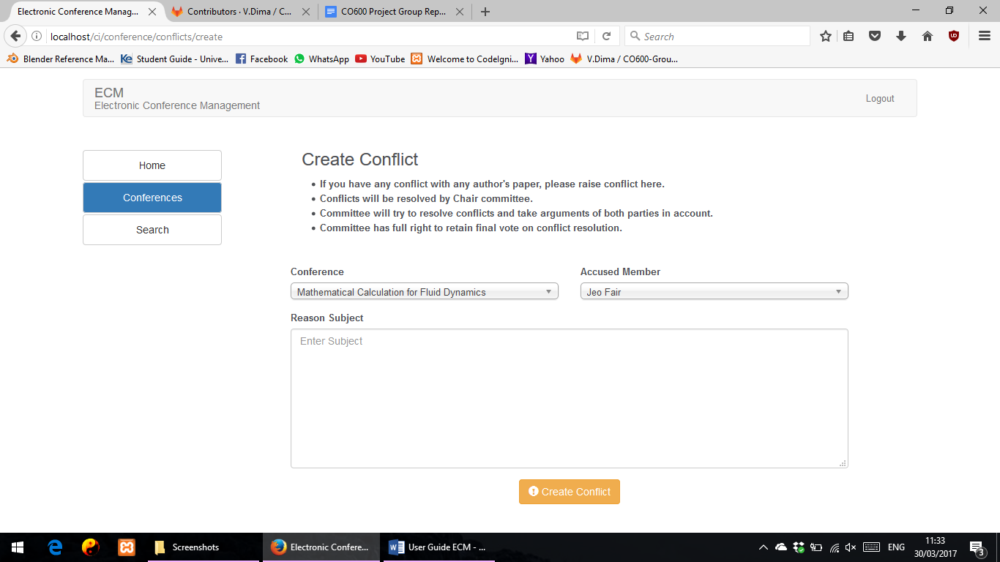 Electronic Conference Manag...
Contributors · V.Dima / C...
CO600 Project Group Rep...
localhost/ci/conference/conflicts/create
Search
Blender Reference Ma...
Student Guide - Unive...
Facebook
WhatsApp
YouTube
Welcome to CodeIgni...
Yahoo
V.Dima / CO600-Grou...
ECM
Electronic Conference Management
Logout
Home
Conferences
Search
Create Conflict
• If you have any conflict with any author's paper, please raise conflict here.
• Conflicts will be resolved by Chair committee.
• Committee will try to resolve conflicts and take arguments of both parties in account.
• Committee has full right to retain final vote on conflict resolution.
Conference
Accused Member
Mathematical Calculation for Fluid Dynamics
Jeo Fair
Reason Subject
Enter Subject
Create Conflict
Screenshots
Electronic Confere...
User Guide ECM - ...
ENG
11:33
30/03/2017
3